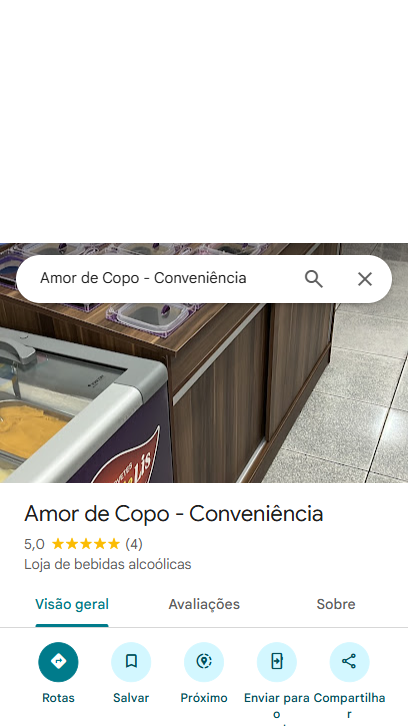 Amor de Copo - Conveniência
Amor de Copo - Conveniência
5,0 ★★★★★ (4)
Loja de bebidas alcoólicas
Visão geral Avaliações Sobre
Rotas Salvar Próximo Enviar para o Compartilhar